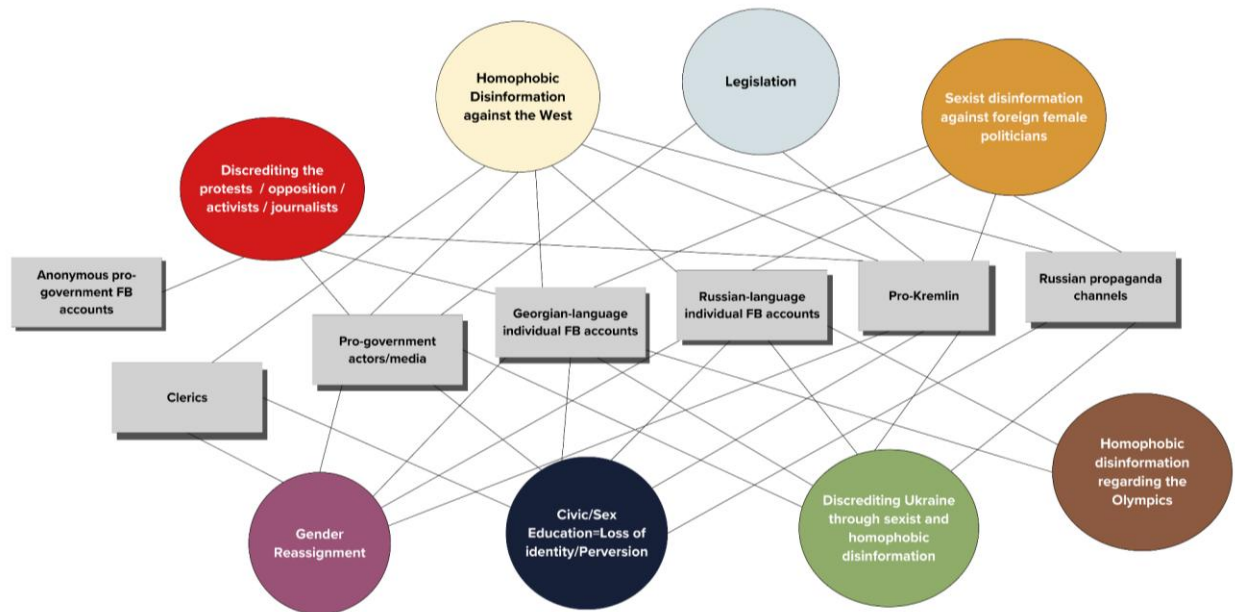 Homophobic
Disinformation
against the West
Legislation
Sexist disinformation
against foreign female
politicians
Discrediting the
protests / opposition /
activists / journalists
Anonymous pro-
government FB
accounts
Clerics
Pro-government
actors/media
Georgian-language
individual FB accounts
Russian-language
individual FB accounts
Pro-Kremlin
Russian propaganda
channels
Gender
Reassignment
Civic/Sex
Education=Loss of
identity/Perversion
Discrediting Ukraine
through sexist and
homophobic
disinformation
Homophobic
disinformation
regarding the
Olympics